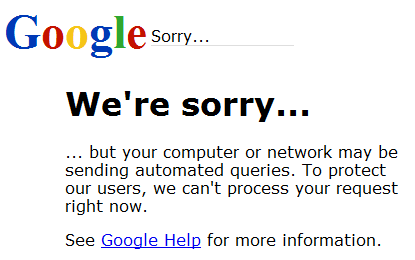 Google Sorry...
We're sorry...
... but your computer or network may be
sending automated queries. To protect
our users, we can't process your request
right now.
See Google Help for more information.